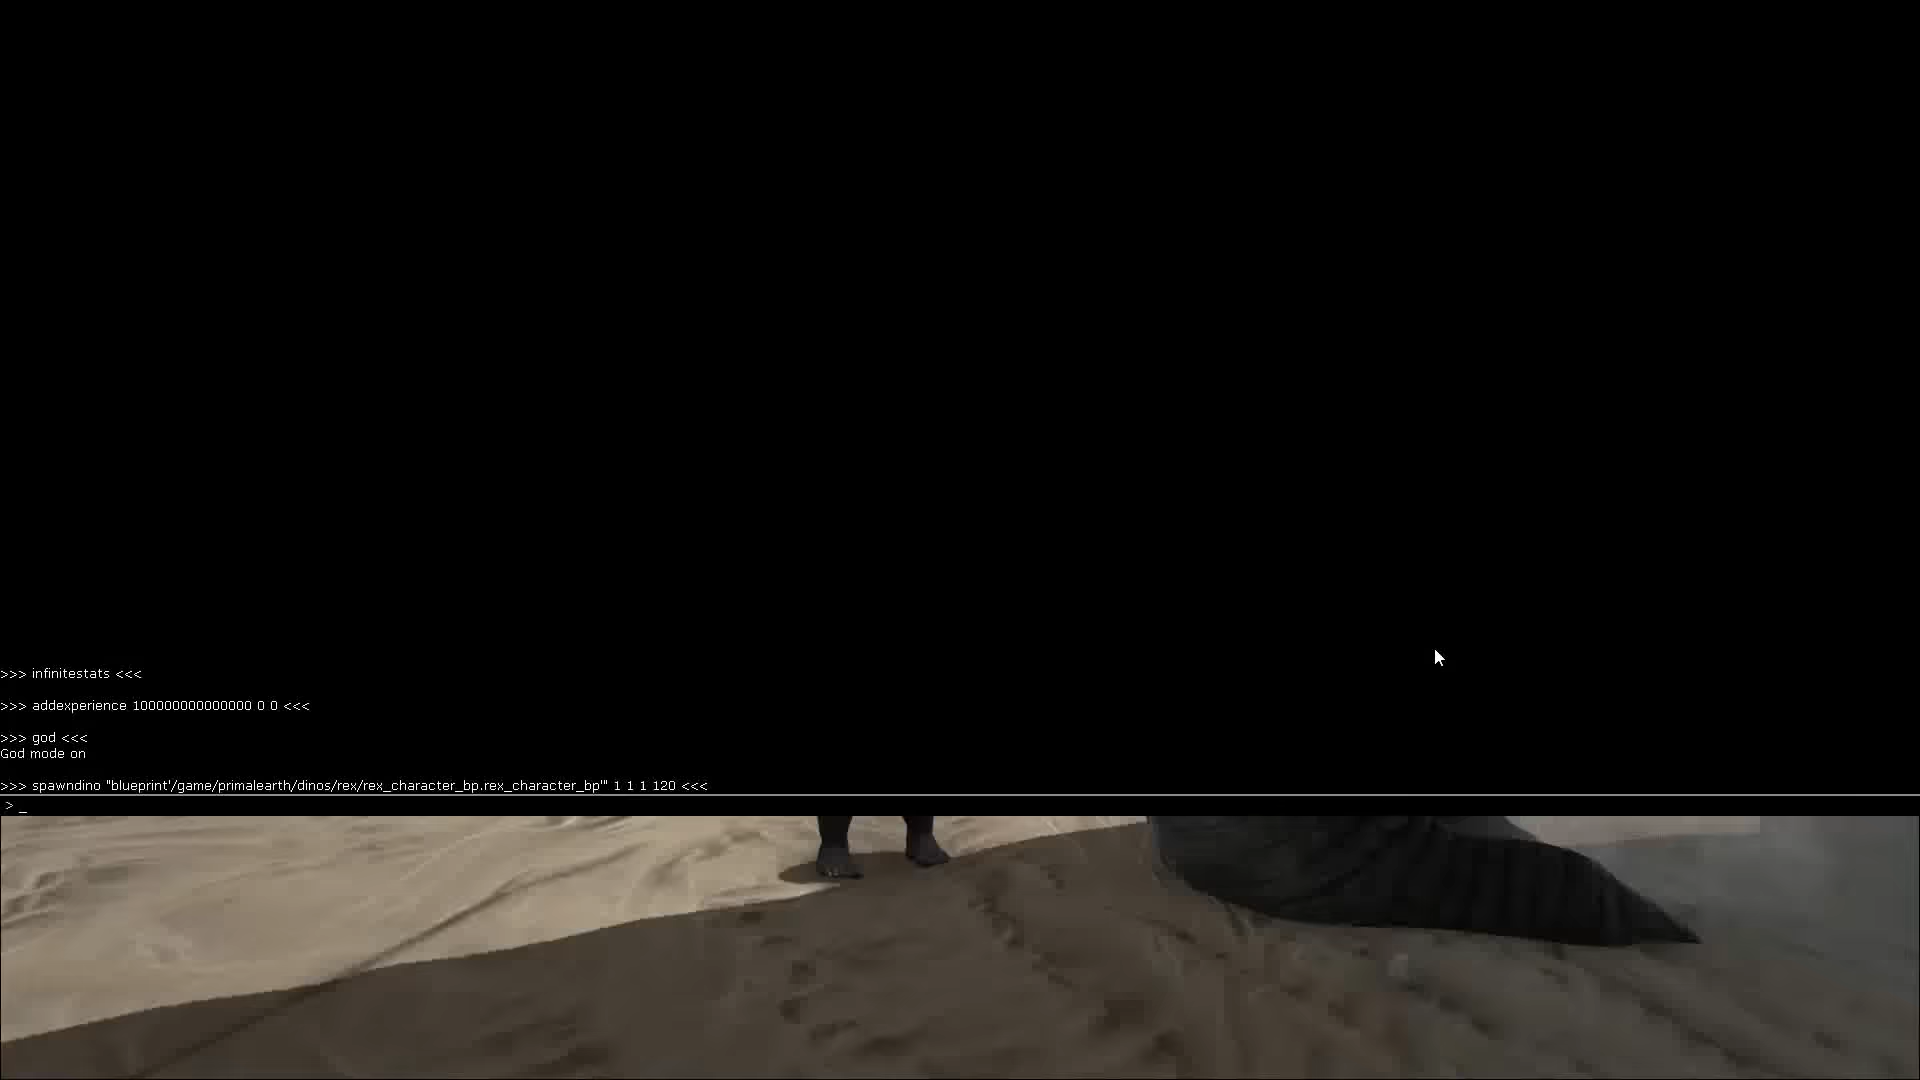 >>> infinitestats <<<
>>> addexperience 100000000000000 0 0 <<<
>>> god <<<
God mode on
>>> spawndino "blueprint'/game/primalearth/dinos/rex/rex_character_bp.rex_character_bp'" 1 1 1 120 <<<
> _